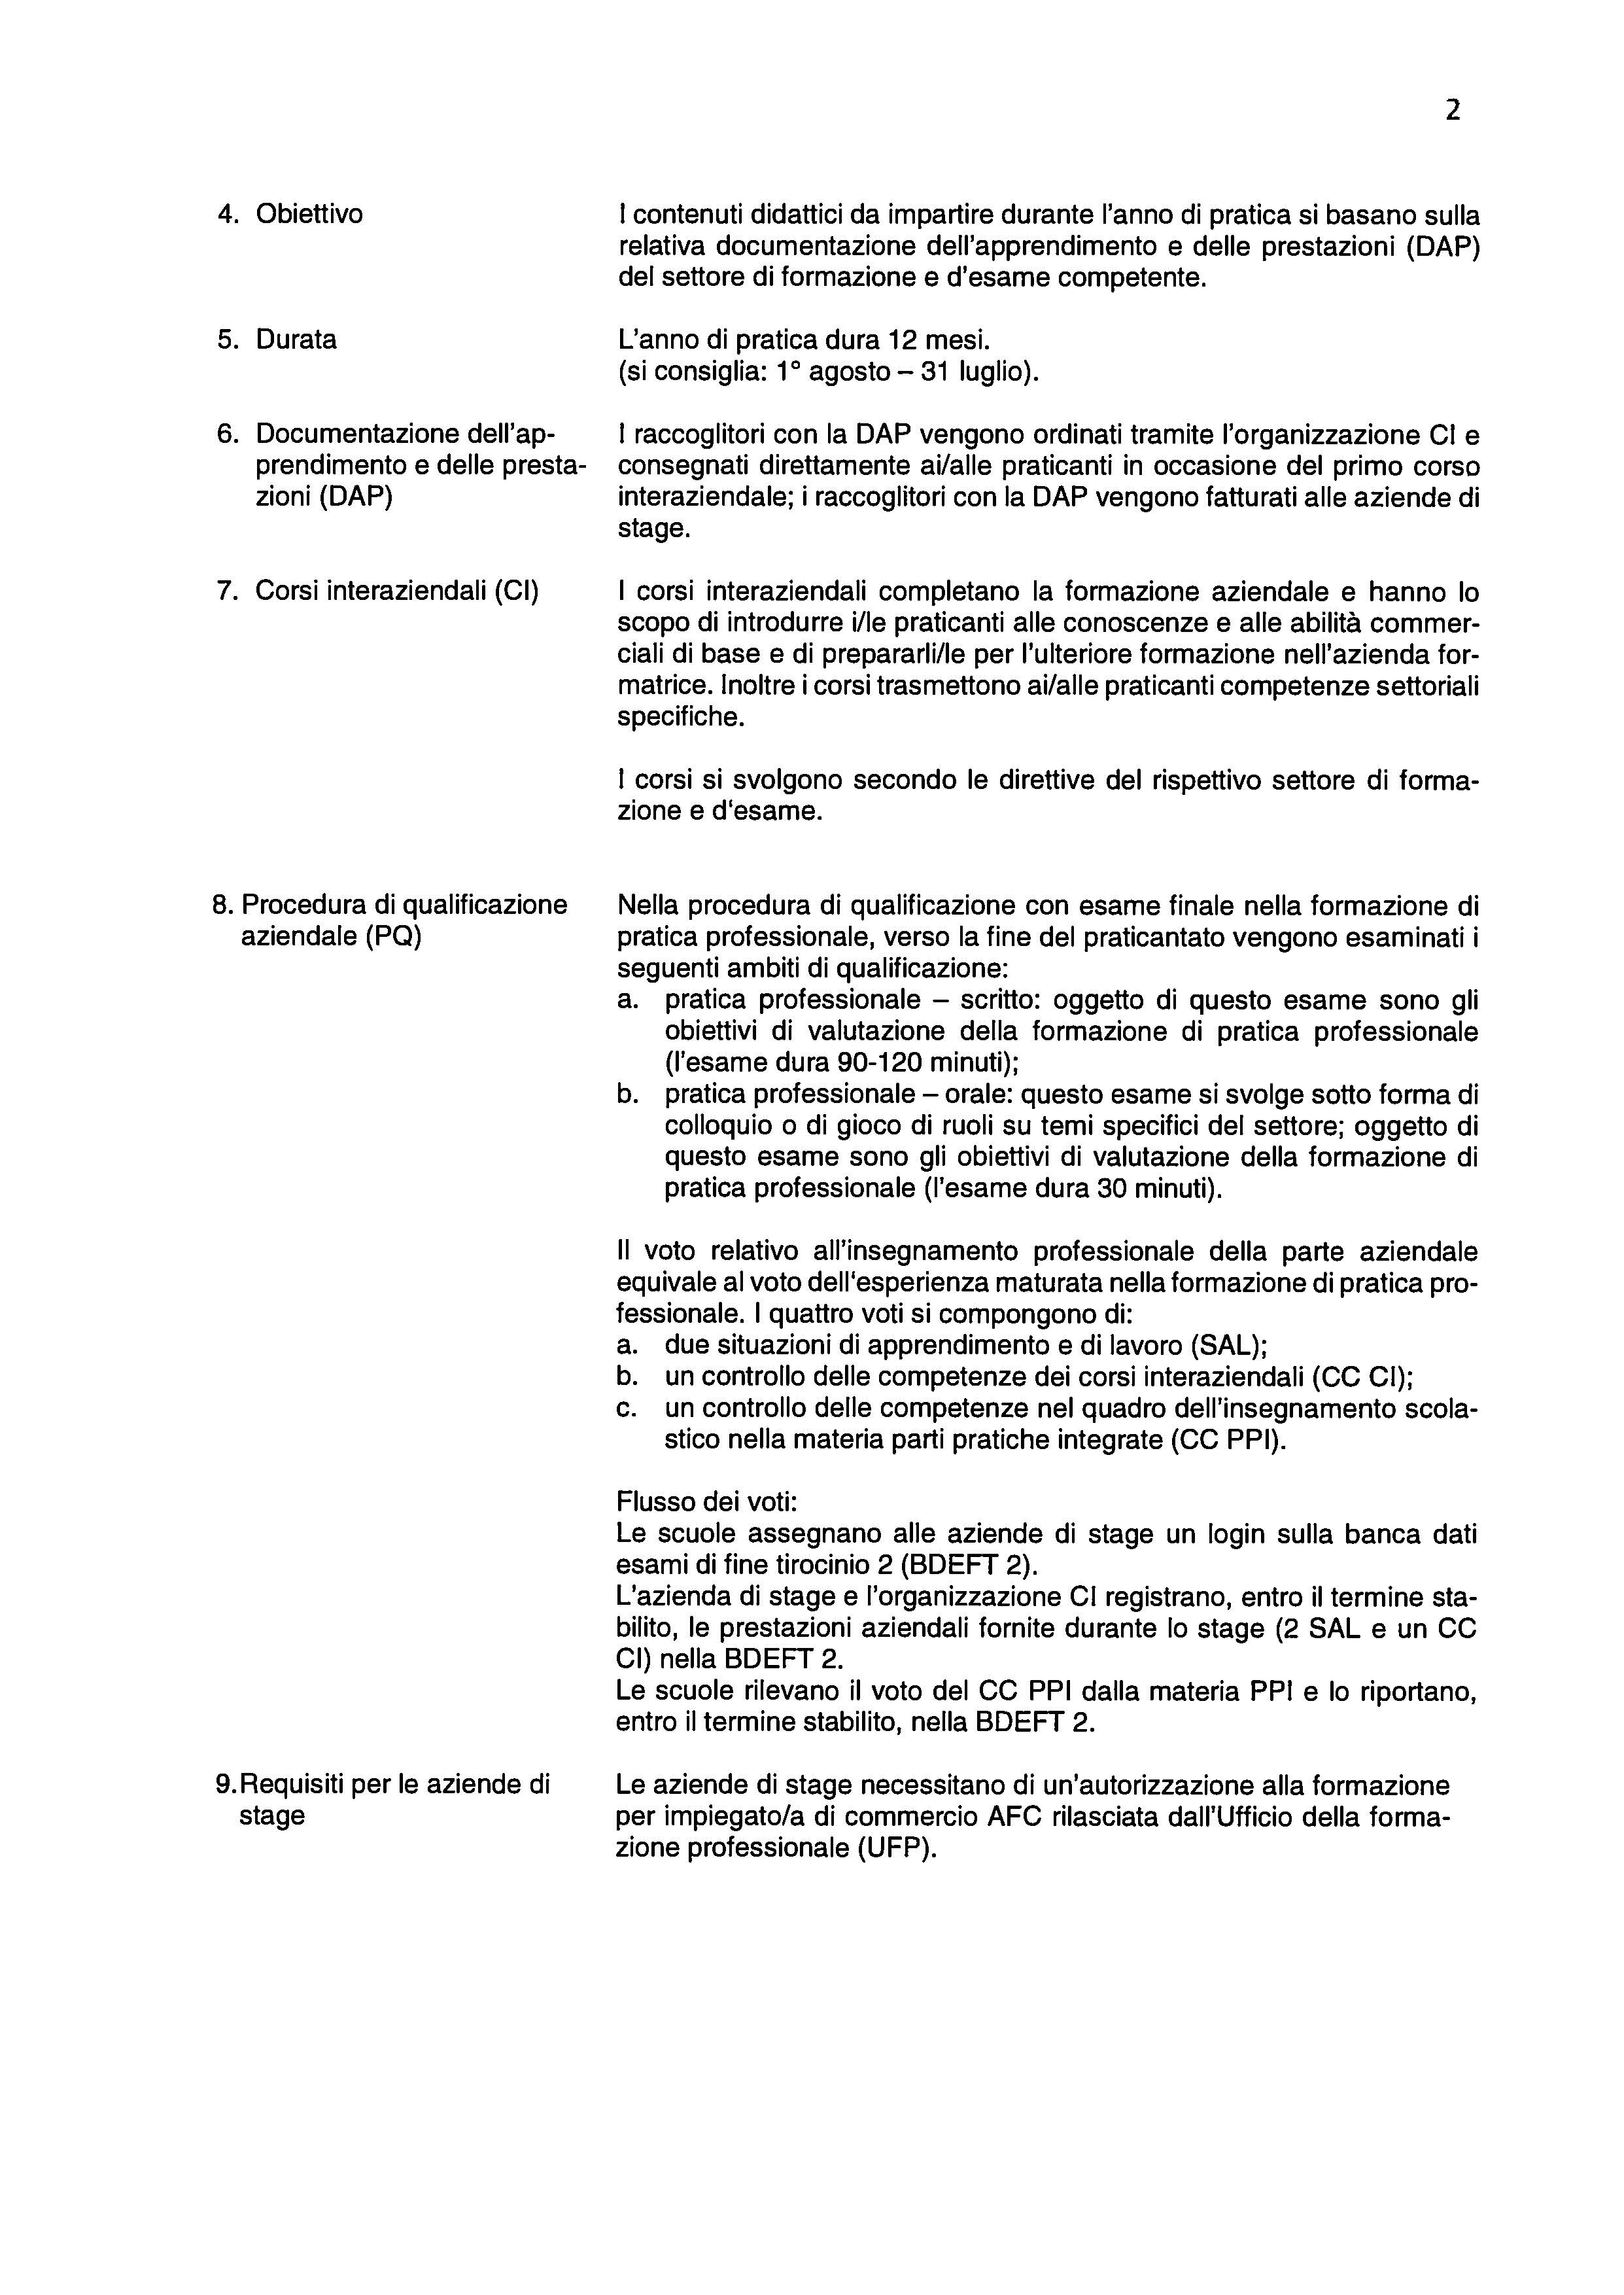 2
4. Obiettivo
I contenuti didattici da impartire durante l'anno di pratica si basano sulla
relativa documentazione dell'apprendimento e delle prestazioni (DAP)
del settore di formazione e d'esame competente.
5. Durata
L'anno di pratica dura 12 mesi.
(si consiglia: 1° agosto – 31 luglio).
6. Documentazione dell'ap-
prendimento e delle presta-
zioni (DAP)
I raccoglitori con la DAP vengono ordinati tramite l'organizzazione CI e
consegnati direttamente ai/alle praticanti in occasione del primo corso
interaziendale; i raccoglitori con la DAP vengono fatturati alle aziende di
stage.
7. Corsi interaziendali (CI)
I corsi interaziendali completano la formazione aziendale e hanno lo
scopo di introdurre i/le praticanti alle conoscenze e alle abilità commer-
ciali di base e di prepararli/le per l'ulteriore formazione nell'azienda for-
matrice. Inoltre i corsi trasmettono ai/alle praticanti competenze settoriali
specifiche.
I corsi si svolgono secondo le direttive del rispettivo settore di forma-
zione e d'esame.
8. Procedura di qualificazione
aziendale (PQ)
Nella procedura di qualificazione con esame finale nella formazione di
pratica professionale, verso la fine del praticantato vengono esaminati i
seguenti ambiti di qualificazione:
a. pratica professionale – scritto: oggetto di questo esame sono gli
obiettivi di valutazione della formazione di pratica professionale
(l'esame dura 90-120 minuti);
b. pratica professionale – orale: questo esame si svolge sotto forma di
colloquio o di gioco di ruoli su temi specifici del settore; oggetto di
questo esame sono gli obiettivi di valutazione della formazione di
pratica professionale (l'esame dura 30 minuti).
Il voto relativo all'insegnamento professionale della parte aziendale
equivale al voto dell'esperienza maturata nella formazione di pratica pro-
fessionale. I quattro voti si compongono di:
a. due situazioni di apprendimento e di lavoro (SAL);
b. un controllo delle competenze dei corsi interaziendali (CC CI);
c. un controllo delle competenze nel quadro dell'insegnamento scola-
stico nella materia parti pratiche integrate (CC PPI).
Flusso dei voti:
Le scuole assegnano alle aziende di stage un login sulla banca dati
esami di fine tirocinio 2 (BDEFT 2).
L'azienda di stage e l'organizzazione CI registrano, entro il termine sta-
bilito, le prestazioni aziendali fornite durante lo stage (2 SAL e un CC
CI) nella BDEFT 2.
Le scuole rilevano il voto del CC PPI dalla materia PPI e lo riportano,
entro il termine stabilito, nella BDEFT 2.
9.Requisiti per le aziende di
stage
Le aziende di stage necessitano di un'autorizzazione alla formazione
per impiegato/a di commercio AFC rilasciata dall'Ufficio della forma-
zione professionale (UFP).